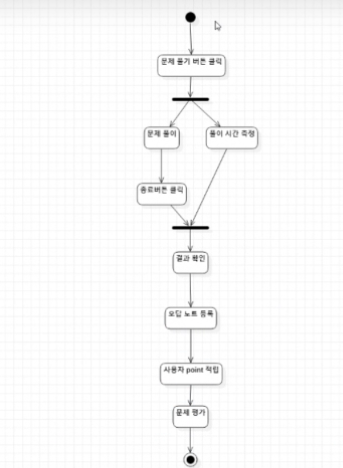 문제 풀기 버튼 클릭
문제 풀이
풀이 시간 측정
종료버튼 클릭
결과 확인
오답 노트 등록
사용자 point 적립
문제 평가